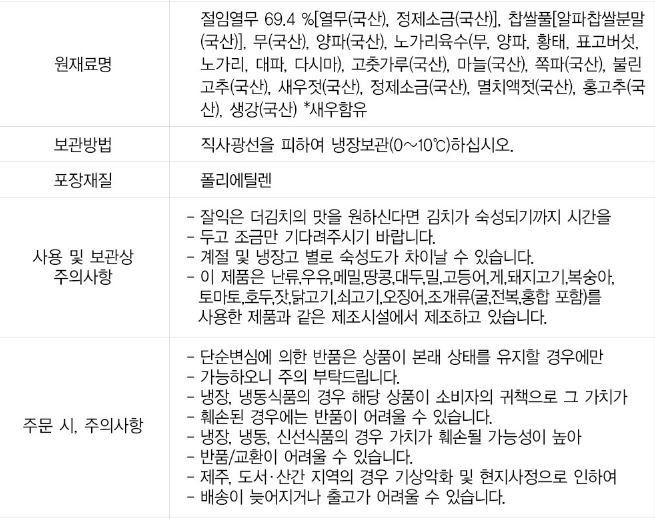 원재료명
절임열무 69.4 %[열무(국산), 정제소금(국산)], 찹쌀풀[알파찹쌀분말
(국산)], 무(국산), 양파(국산), 노가리육수(무, 양파, 황태, 표고버섯,
노가리, 대파, 다시마), 고춧가루(국산), 마늘(국산), 쪽파(국산), 불린
고추(국산), 새우젓(국산), 정제소금(국산), 멸치액젓(국산), 홍고추(국
산), 생강(국산) *새우함유
보관방법
직사광선을 피하여 냉장보관(0~10℃)하십시오.
포장재질
폴리에틸렌
사용 및 보관상
주의사항
- 잘익은 더김치의 맛을 원하신다면 김치가 숙성되기까지 시간을
- 두고 조금만 기다려주시기 바랍니다.
- 계절 및 냉장고 별로 숙성도가 차이날 수 있습니다.
- 이 제품은 난류,우유,메밀,땅콩,대두,밀,고등어,게,돼지고기,복숭아,
토마토,호두,잣,닭고기,쇠고기,오징어,조개류(굴,전복,홍합 포함)를
사용한 제품과 같은 제조시설에서 제조하고 있습니다.
주문 시, 주의사항
- 단순변심에 의한 반품은 상품이 본래 상태를 유지할 경우에만
- 가능하오니 주의 부탁드립니다.
- 냉장, 냉동식품의 경우 해당 상품이 소비자의 귀책으로 그 가치가
- 훼손된 경우에는 반품이 어려울 수 있습니다.
- 냉장, 냉동, 신선식품의 경우 가치가 훼손될 가능성이 높아
- 반품/교환이 어려울 수 있습니다.
- 제주, 도서·산간 지역의 경우 기상악화 및 현지사정으로 인하여
- 배송이 늦어지거나 출고가 어려울 수 있습니다.